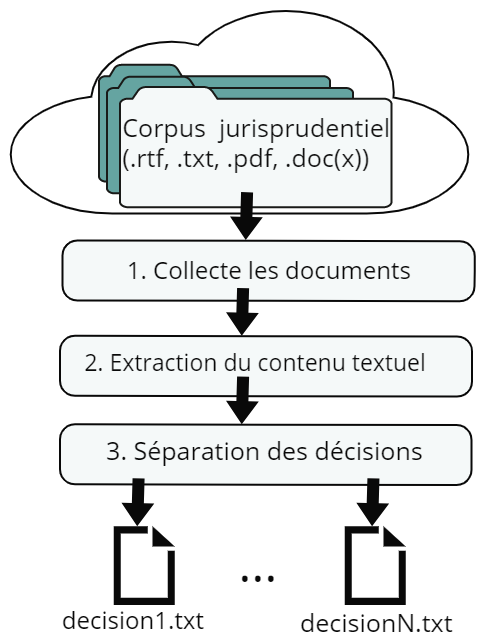 Corpus jurisprudentiel
(.rtf, .txt, .pdf, .doc(x))
1. Collecte les documents
2. Extraction du contenu textuel
3. Séparation des décisions
...
decision1.txt
decisionN.txt